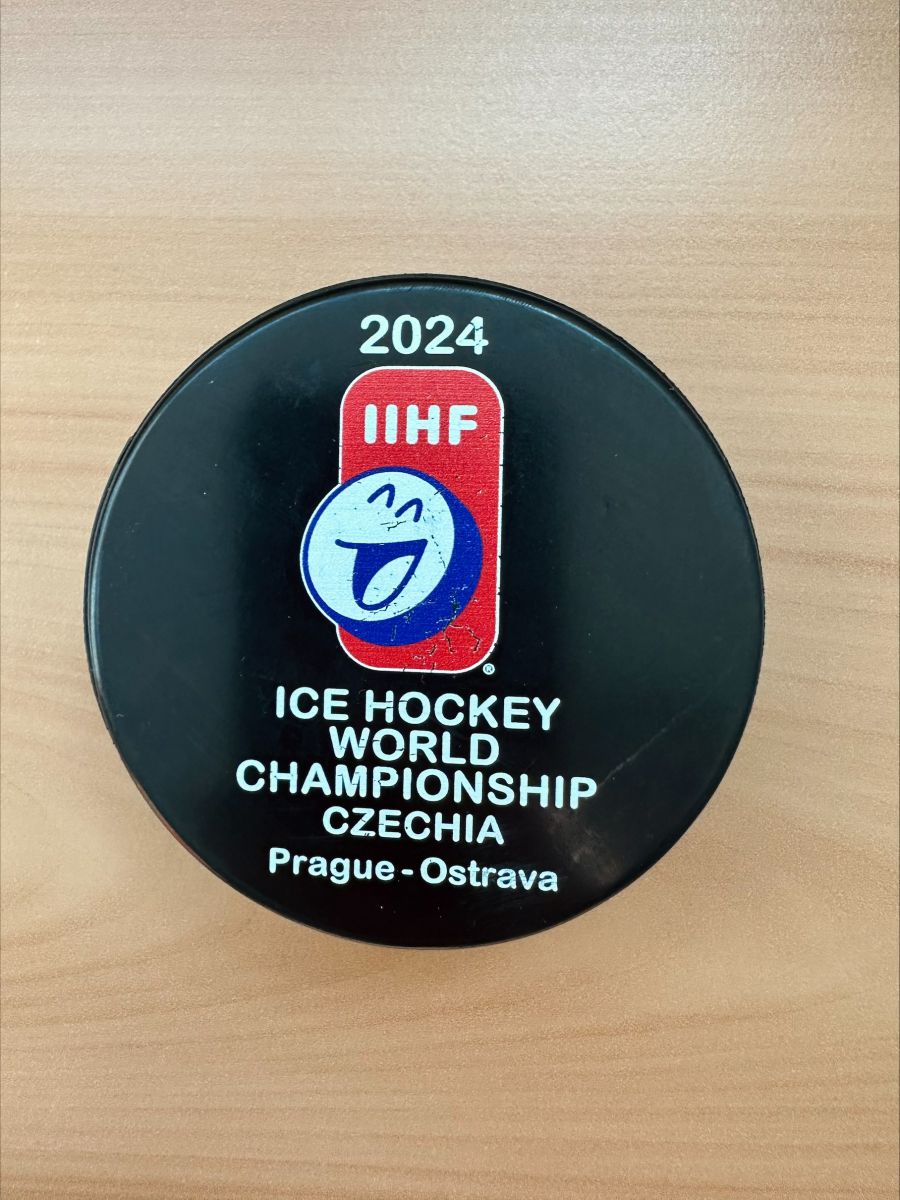 2024
IIHF
®
ICE HOCKEY
WORLD
CHAMPIONSHIP
CZECHIA
Prague - Ostrava